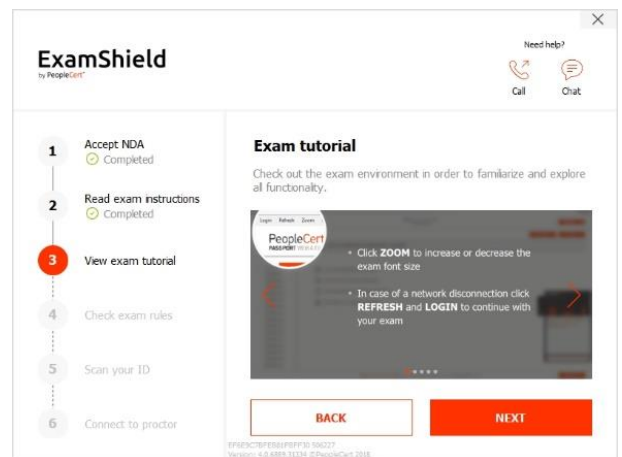 ExamShield
by PeopleCert
Need help?
Call
Chat
1
Accept NDA
Completed
2
Read exam instructions
Completed
3
View exam tutorial
4
Check exam rules
5
Scan your ID
6
Connect to proctor
Exam tutorial
Check out the exam environment in order to familiarize and explore
all functionality.
Login Refresh Zoom
PeopleCert
• Click ZOOM to increase or decrease the
exam font size
• In case of a network disconnection click
REFRESH and LOGIN to continue with
your exam
BACK
NEXT
©PeopleCert 2018